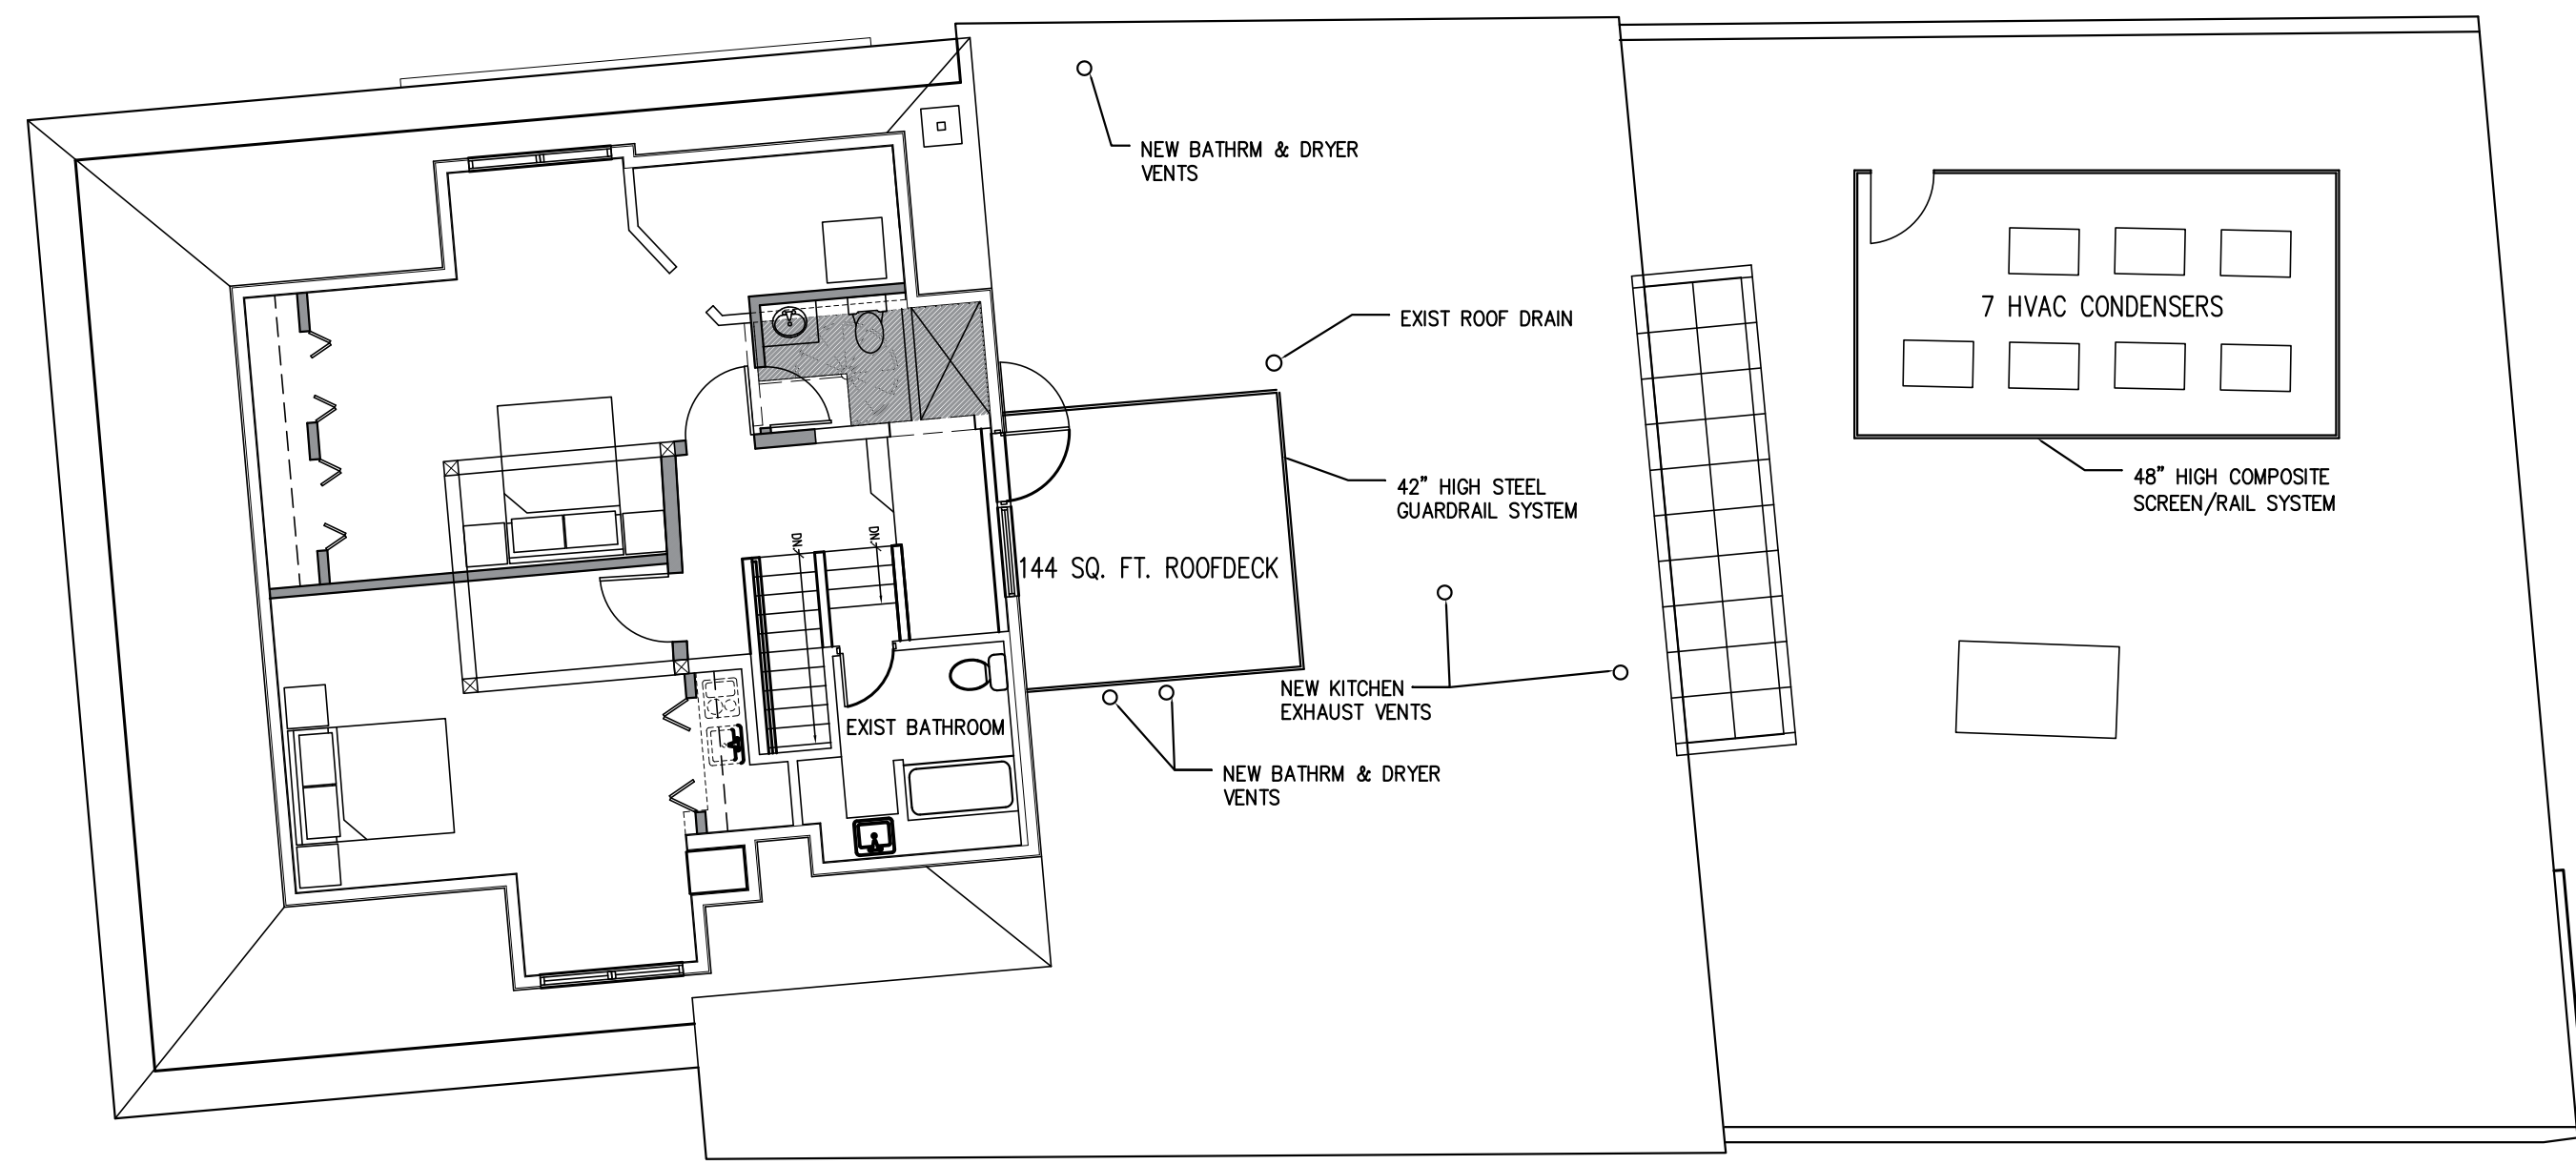 NEW BATHRM & DRYER
VENTS
EXIST ROOF DRAIN
7 HVAC CONDENSERS
48” HIGH COMPOSITE
SCREEN/RAIL SYSTEM
42” HIGH STEEL
GUARDRAIL SYSTEM
DN.
DN.
144 SQ. FT. ROOFDECK
NEW KITCHEN
EXHAUST VENTS
EXIST BATHROOM
NEW BATHRM & DRYER
VENTS